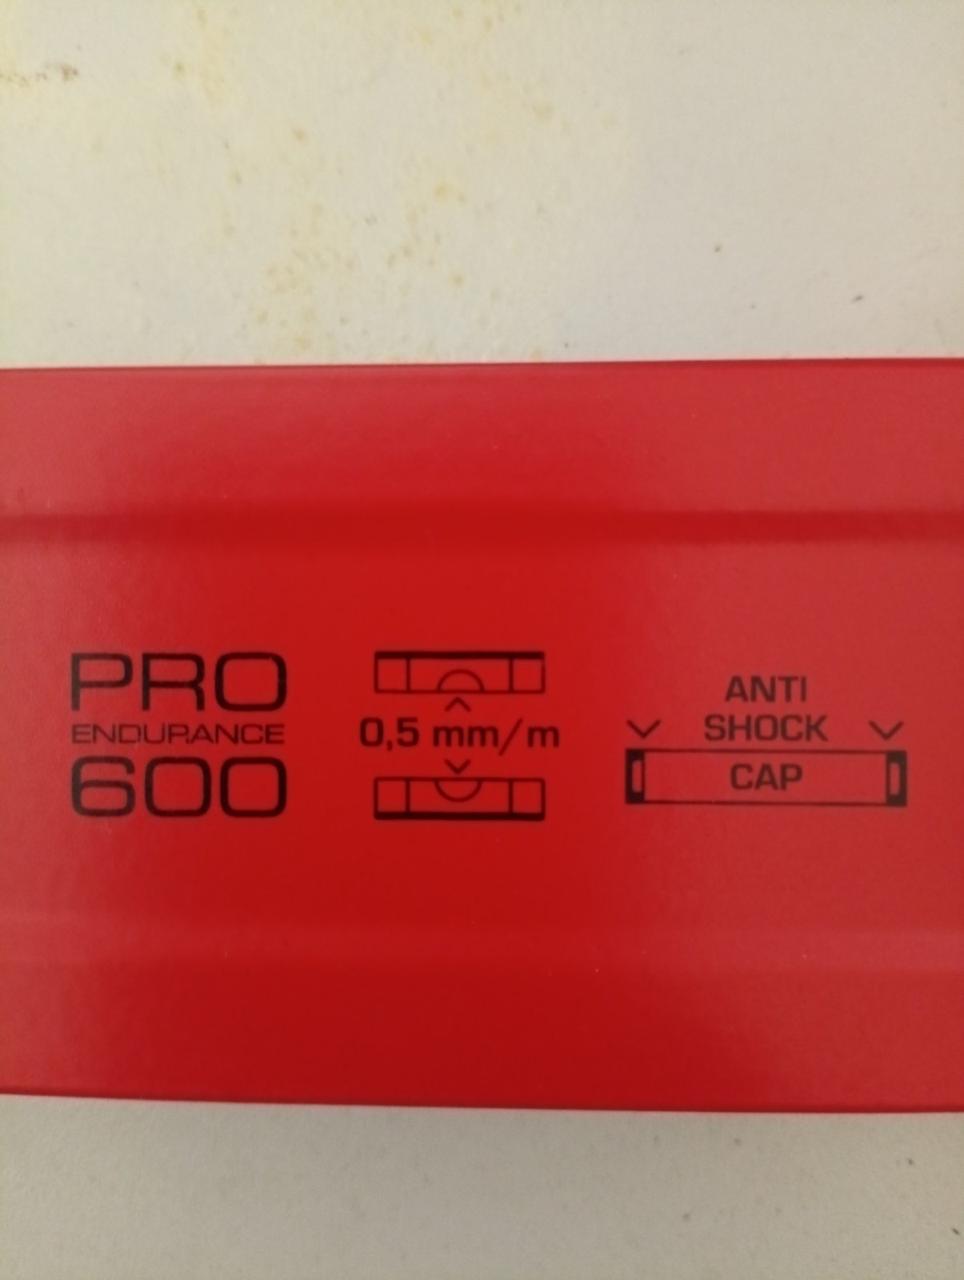 PRO
ENDURANCE
600
0,5 mm/m
ANTI
SHOCK
CAP